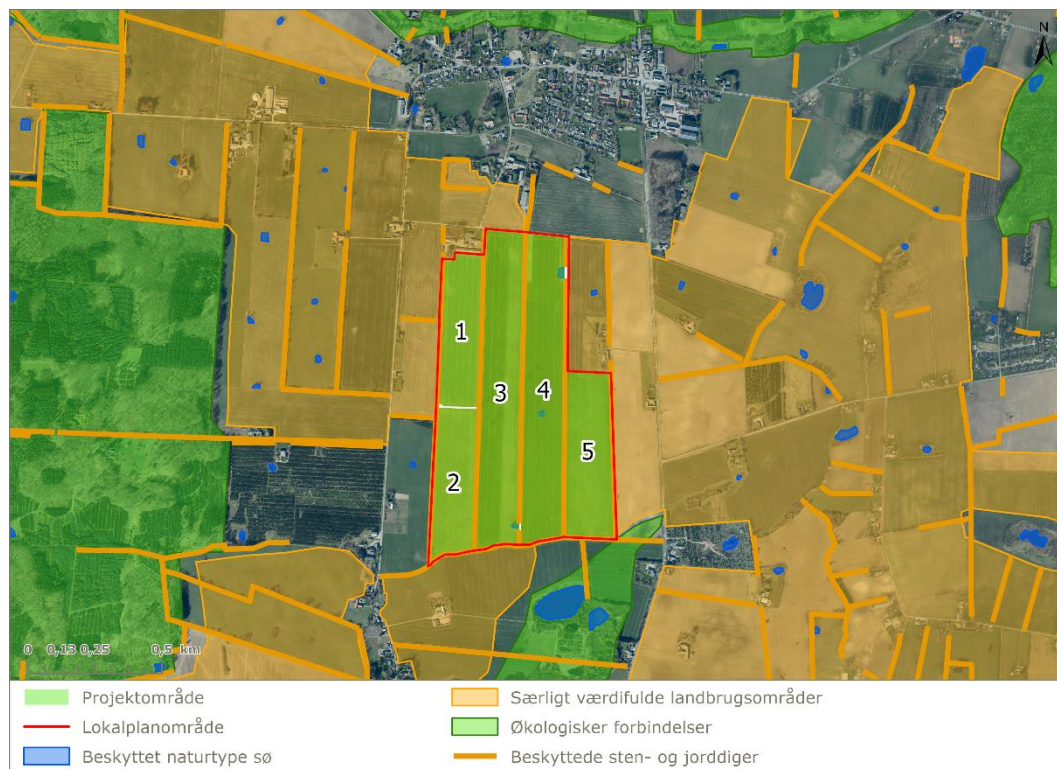 N
1
3
4
2
5
0 0,13 0,25 0,5 km
Projektområde
Lokalplanområde
Beskyttet naturtype sø
Særligt værdifulde landbrugsområder
Økologisker forbindelser
Beskyttede sten- og jorddiger